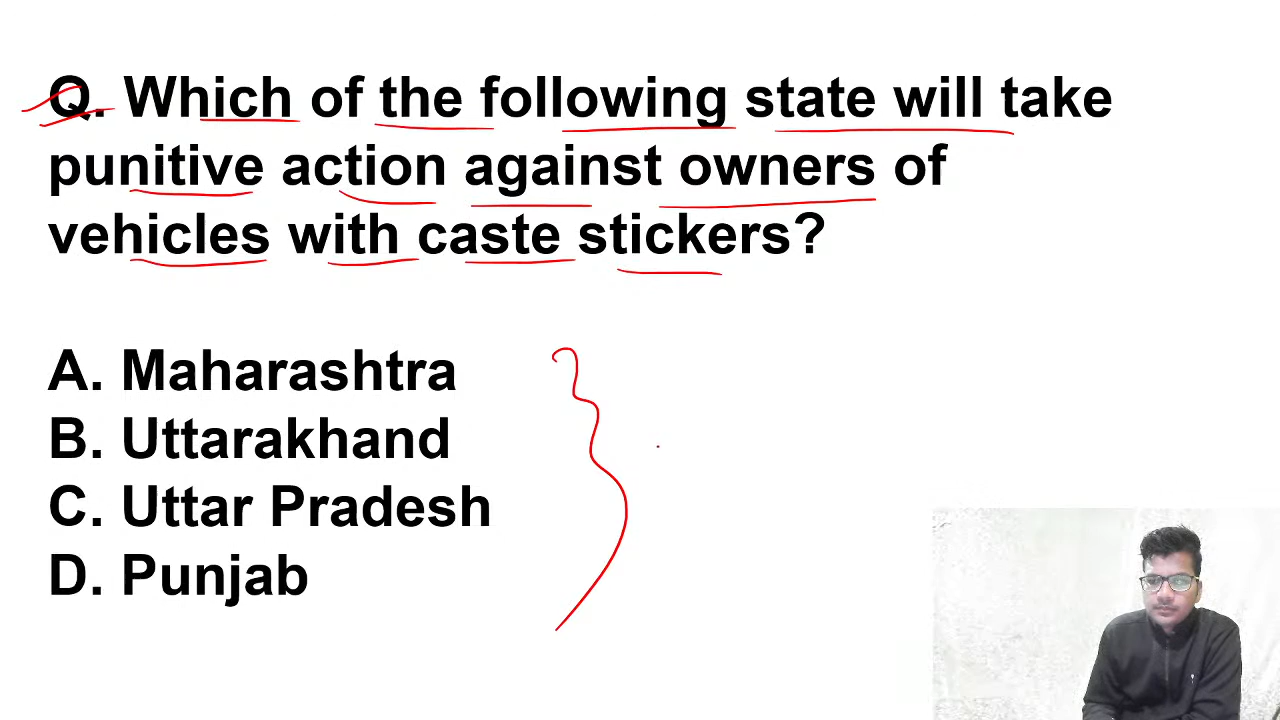 Q. Which of the following state will take
punitive action against owners of
vehicles with caste stickers?
A. Maharashtra
B. Uttarakhand
C. Uttar Pradesh
D. Punjab